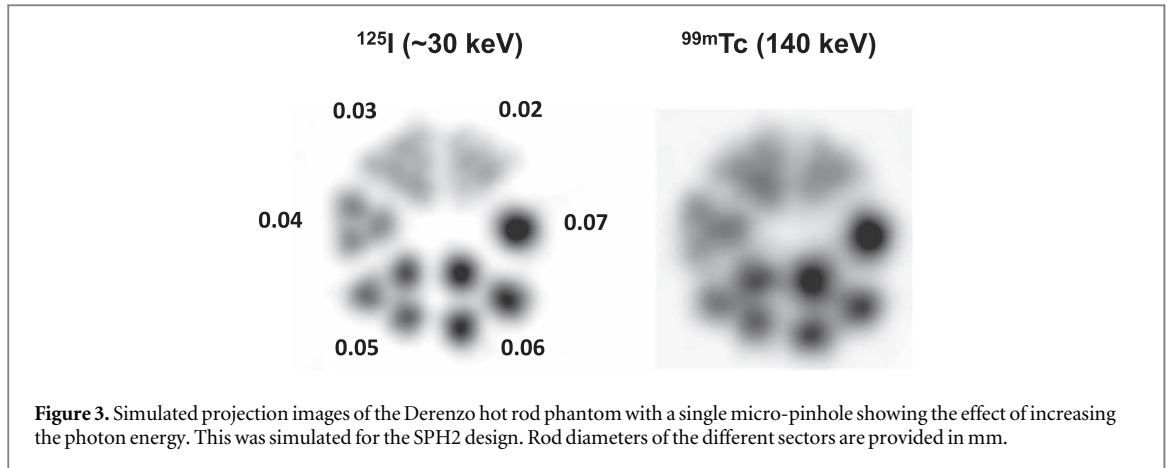 ¹²⁵I (~30 keV)
⁹⁹ᵐTc (140 keV)
0.03
0.02
0.04
0.07
0.05
0.06
Figure 3. Simulated projection images of the Derenzo hot rod phantom with a single micro-pinhole showing the effect of increasing
the photon energy. This was simulated for the SPH2 design. Rod diameters of the different sectors are provided in mm.